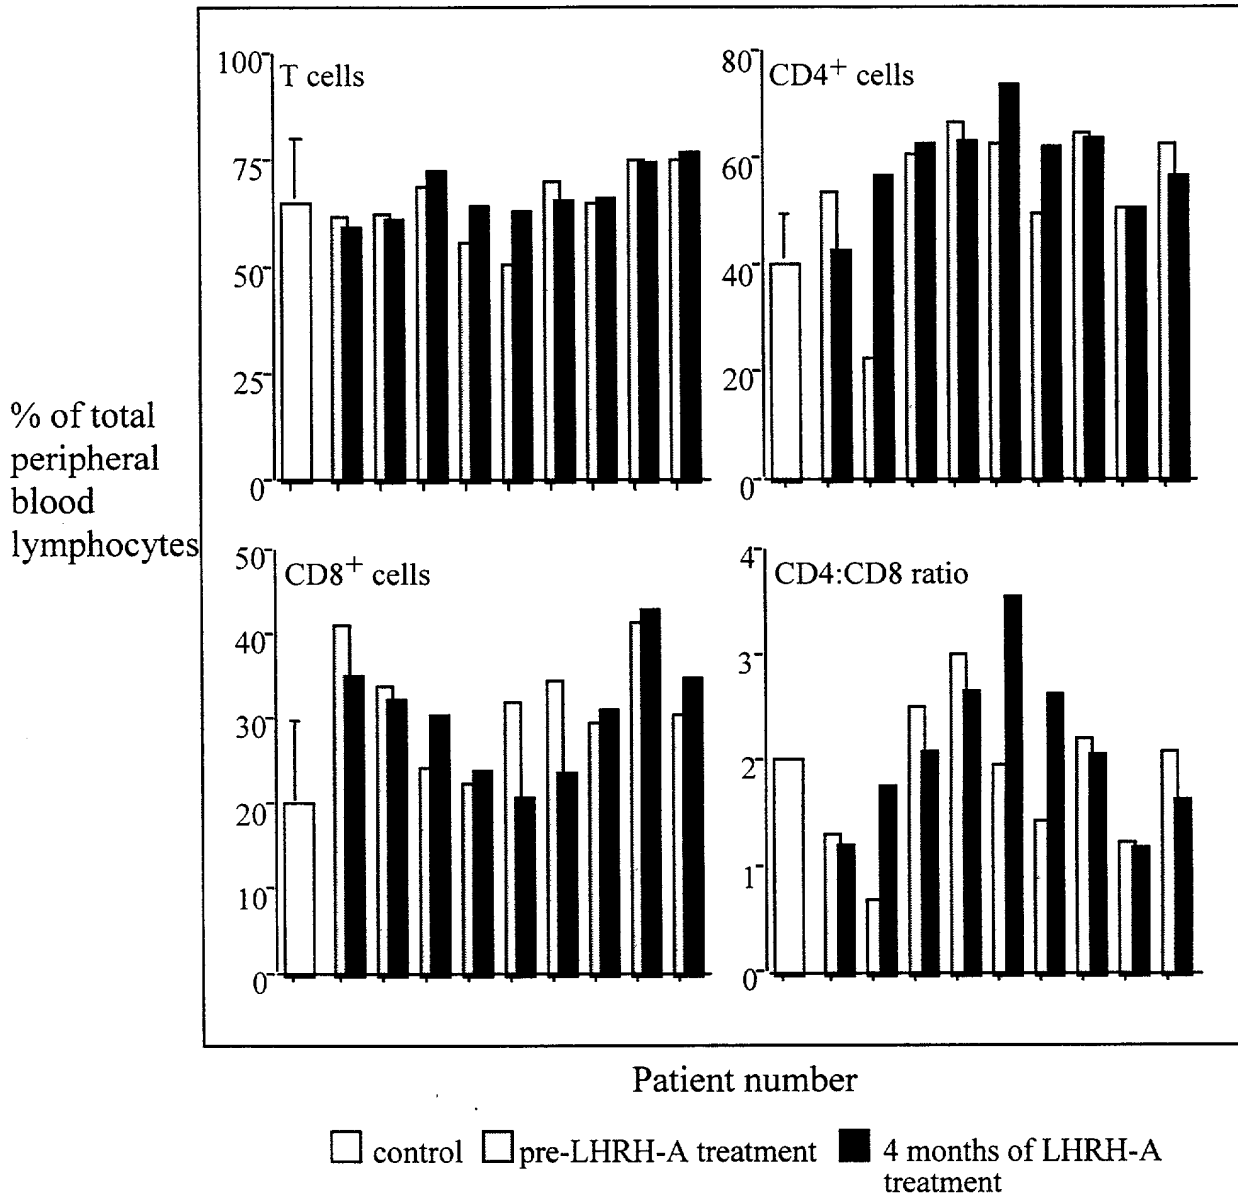 100
T cells
75
50
25
0
80
CD4+ cells
60
40
20
0
% of total
peripheral
blood
lymphocytes
50
CD8+ cells
40
30
20
10
0
4
CD4:CD8 ratio
3
2
1
0
Patient number
control
pre-LHRH-A treatment
4 months of LHRH-A
treatment